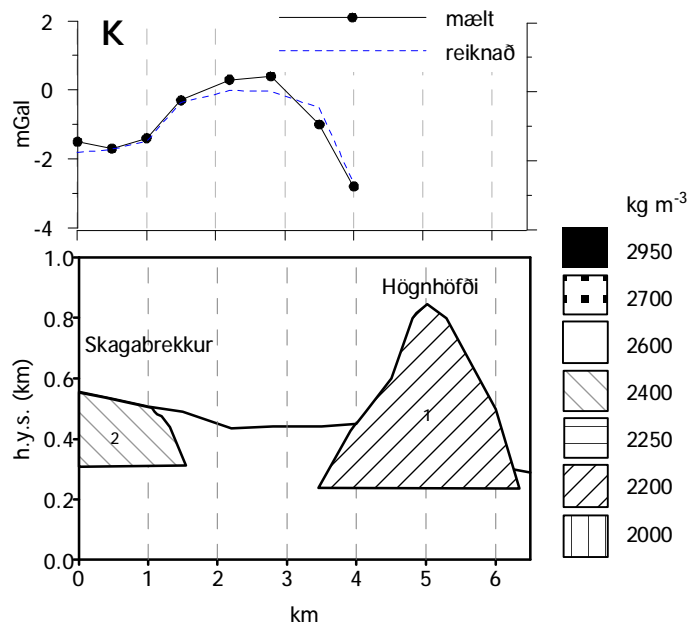 K
mælt
reiknað
2
0
-2
-4
mGal
kg m-3
2950
2700
2600
2400
2250
2200
2000
1.0
0.8
0.6
0.4
0.2
0.0
h.y.s. (km)
Högnhöfði
Skagabrekkur
1
2
0 1 2 3 4 5 6
km